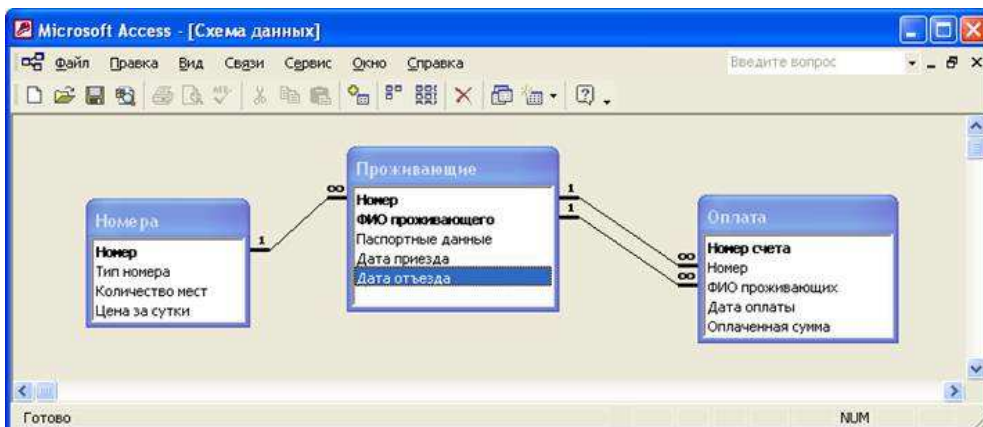 Microsoft Access - [Схема данных]
Файл Правка Вид Связи Сервис Окно Справка
Введите вопрос
Номера
Номер
Тип номера
Количество мест
Цена за сутки
1
∞
Проживающие
Номер
ФИО проживающего
Паспортные данные
Дата приезда
Дата отъезда
1
1
∞
∞
Оплата
Номер счета
Номер
ФИО проживающих
Дата оплаты
Оплаченная сумма
Готово
NUM